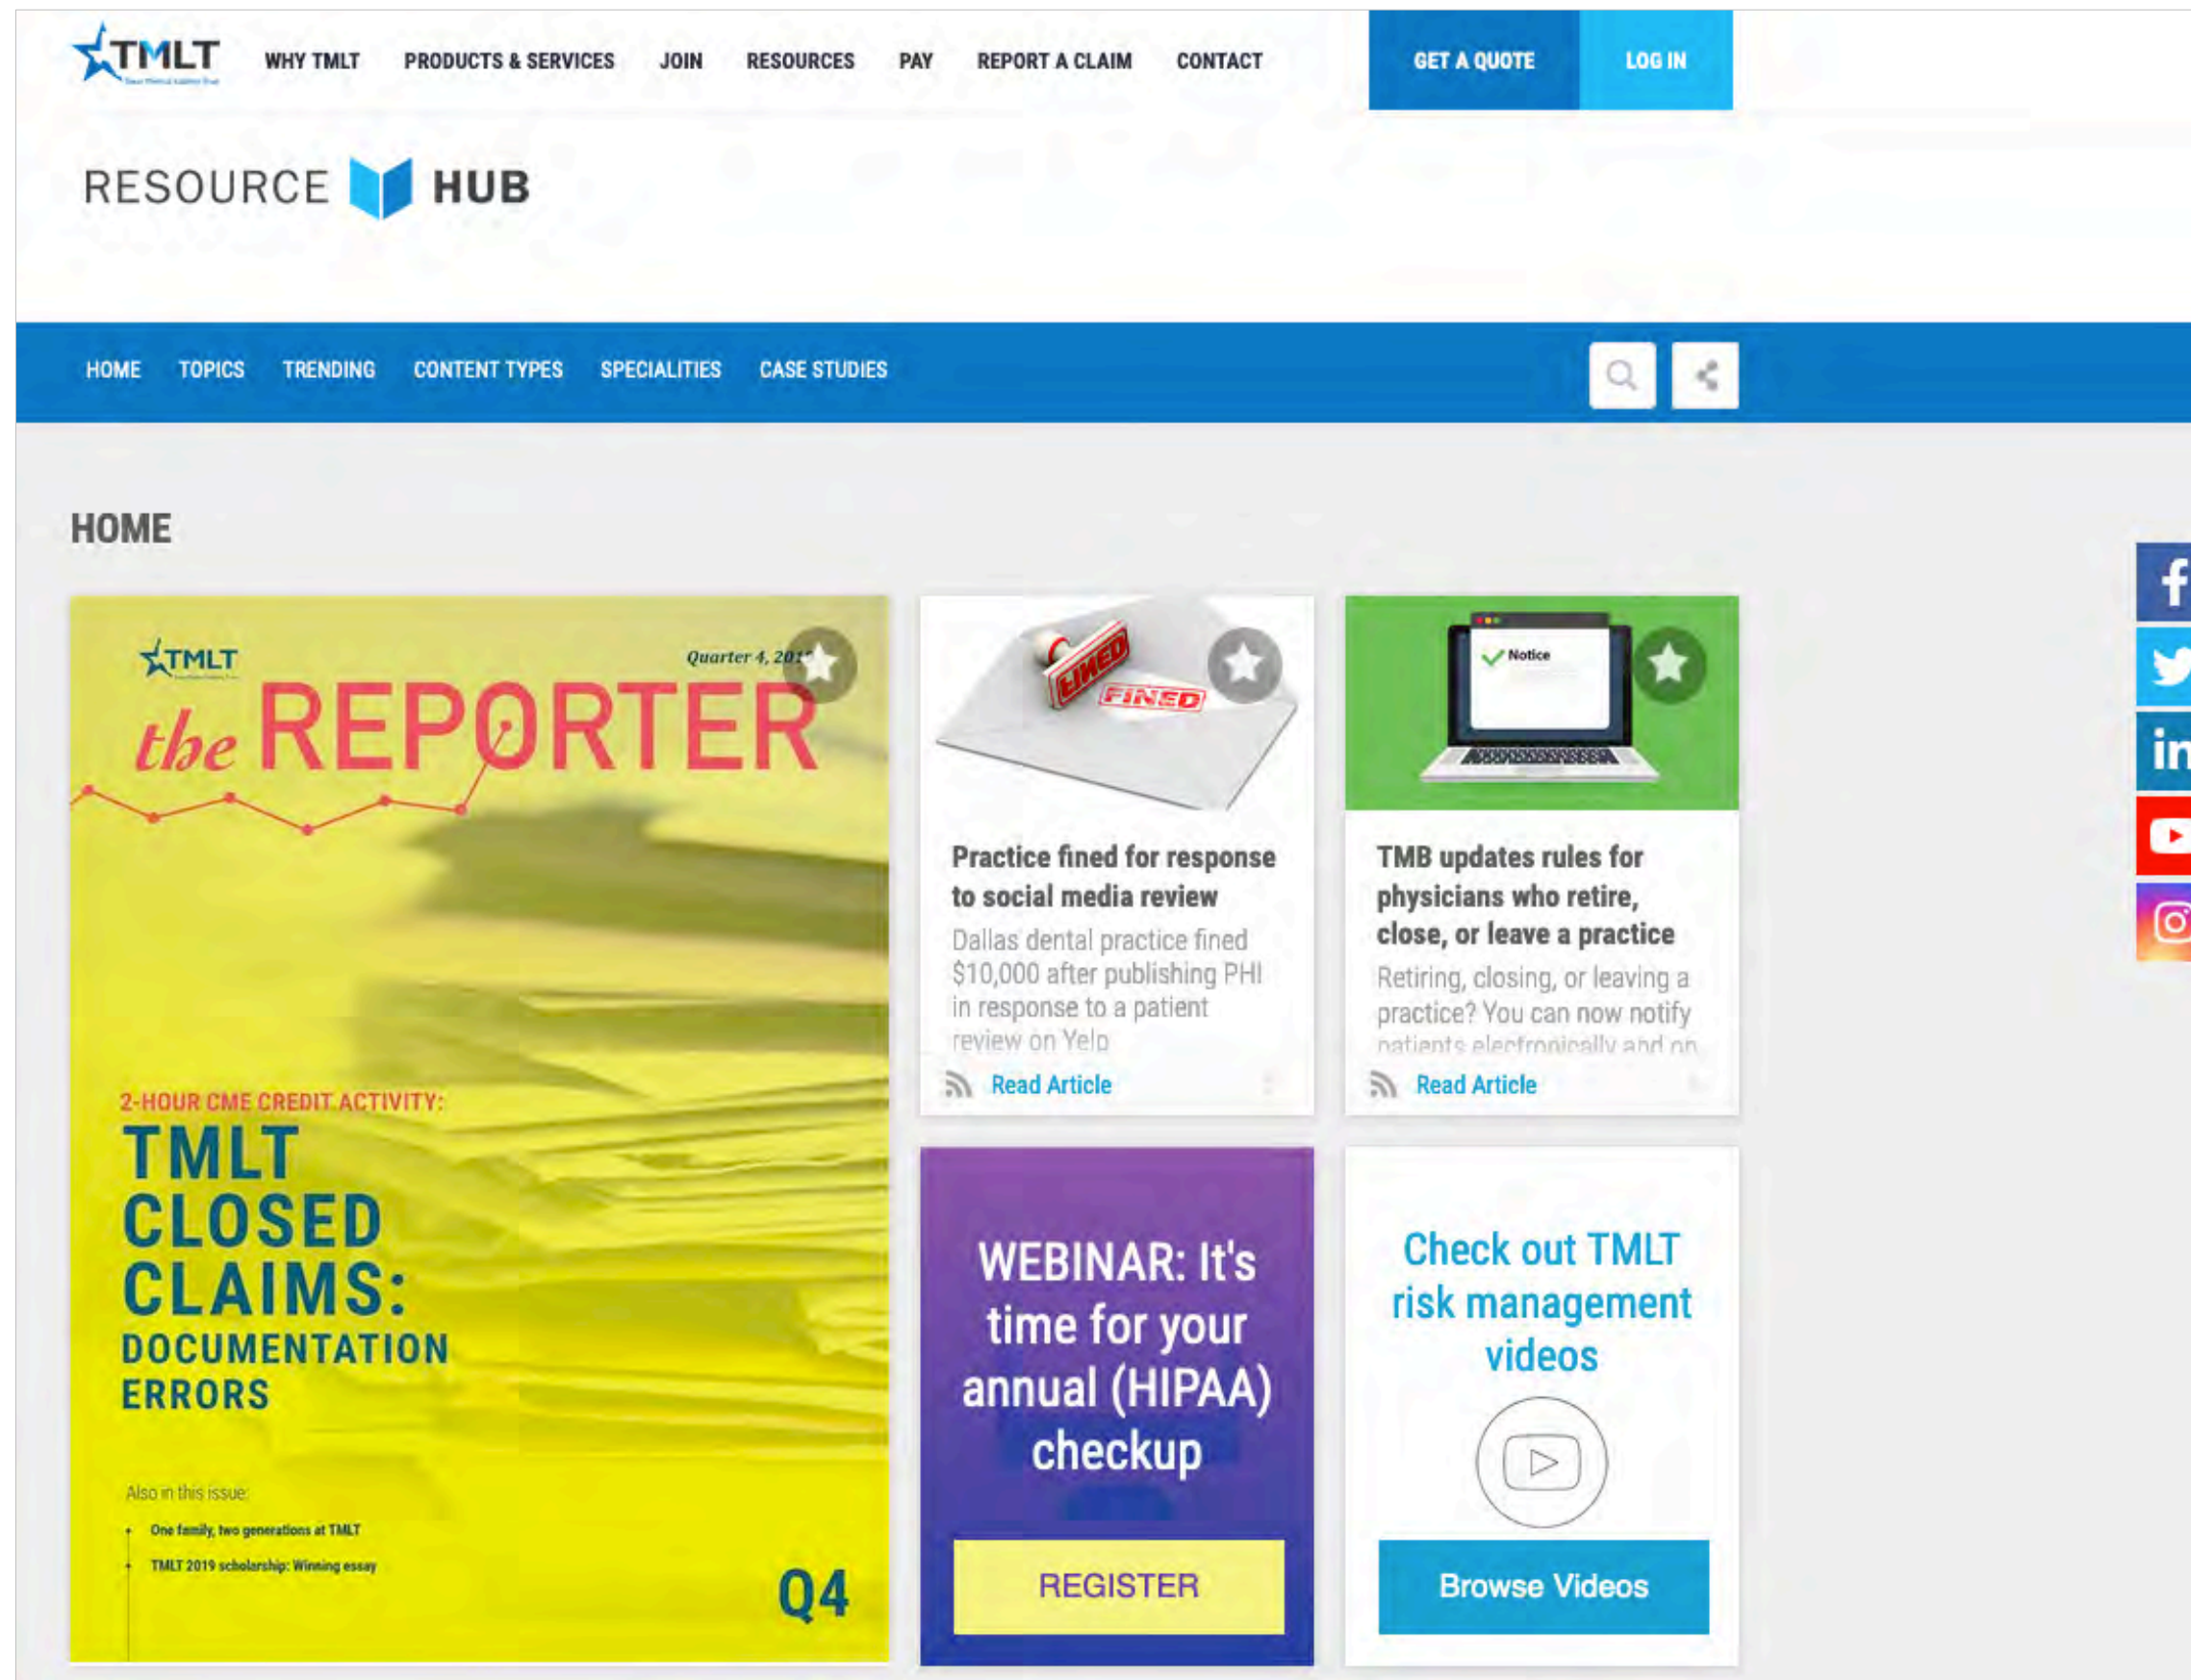 TMLT
WHY TMLT PRODUCTS & SERVICES JOIN RESOURCES PAY REPORT A CLAIM CONTACT GET A QUOTE LOG IN
RESOURCE HUB
HOME TOPICS TRENDING CONTENT TYPES SPECIALITIES CASE STUDIES
HOME
TMLT
Quarter 4,
the REPORTER
2-HOUR CME CREDIT ACTIVITY:
TMLT
CLOSED
CLAIMS:
DOCUMENTATION
ERRORS
Also in this issue:
One family, two generations at TMLT
TMLT 2019 scholarship: Winning essay
Q4
FINED
FINED
Practice fined for response
to social media review
Dallas dental practice fined
$10,000 after publishing PHI
in response to a patient
review on Yelp
Read Article
Notice
TMB updates rules for
physicians who retire,
close, or leave a practice
Retiring, closing, or leaving a
practice? You can now notify
patients electronically and on
Read Article
WEBINAR: It's
time for your
annual (HIPAA)
checkup
REGISTER
Check out TMLT
risk management
videos
Browse Videos
f
in